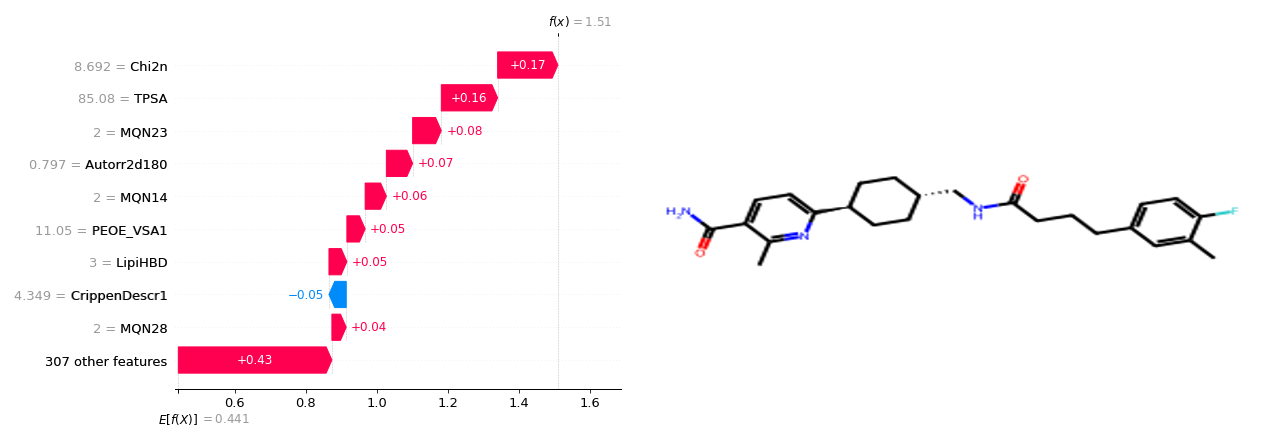 f(x) = 1.51
8.692 = Chi2n +0.17
85.08 = TPSA +0.16
2 = MQN23 +0.08
0.797 = Autorr2d180 +0.07
2 = MQN14 +0.06
11.05 = PEOE_VSA1 +0.05
3 = LipiHBD +0.05
4.349 = CrippenDescr1 −0.05
2 = MQN28 +0.04
307 other features +0.43
0.6 0.8 1.0 1.2 1.4 1.6
E[f(X)] = 0.441
H₂N
O
N
N
H
O
F